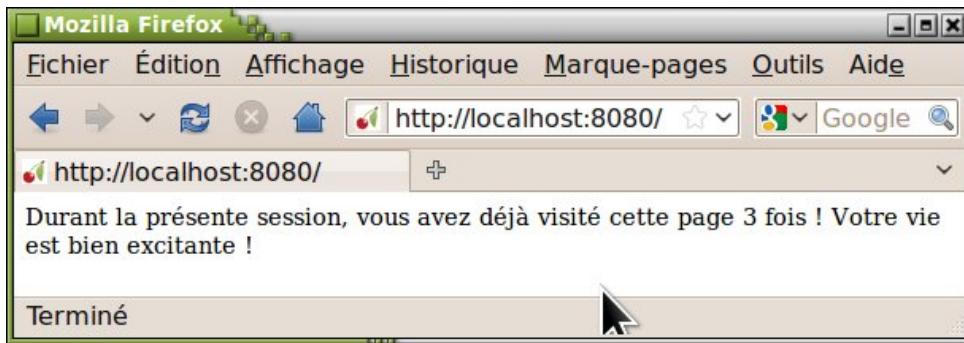 Mozilla Firefox
Fichier Édition Affichage Historique Marque-pages Outils Aide
http://localhost:8080/ Google
http://localhost:8080/
Durant la présente session, vous avez déjà visité cette page 3 fois ! Votre vie
est bien excitante !
Terminé